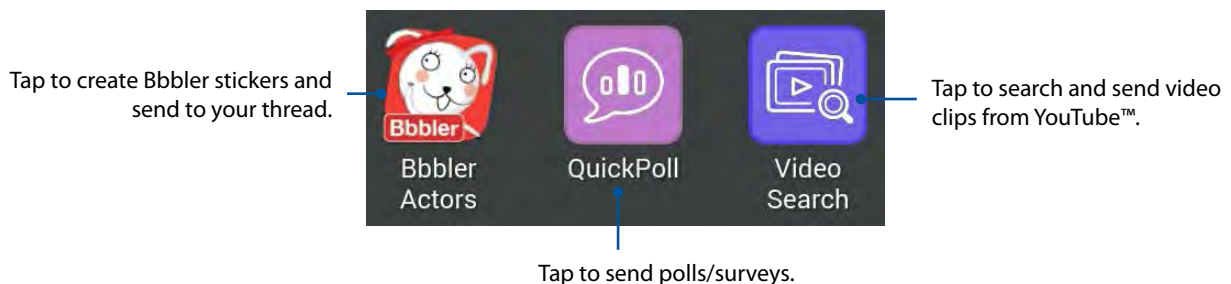 Tap to create Bbbler stickers and
send to your thread.
Bbbler
Bbbler
Actors
QuickPoll
Video
Search
Tap to search and send video
clips from YouTube™.
Tap to send polls/surveys.